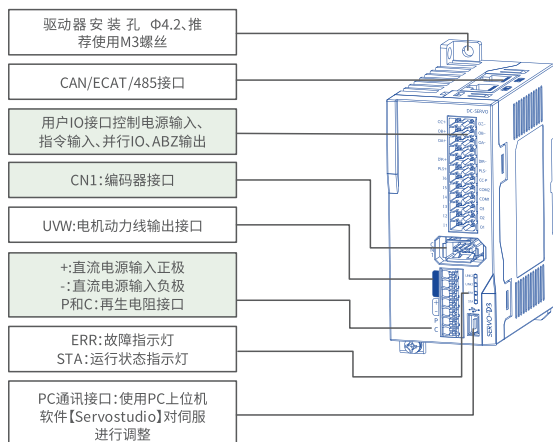 驱动器安装孔 Φ4.2、推
荐使用M3螺丝
CAN/ECAT/485接口
用户IO接口控制电源输入、
指令输入、并行IO、ABZ输出
CN1:编码器接口
UVW:电机动力线输出接口
+:直流电源输入正极
-:直流电源输入负极
P和C:再生电阻接口
ERR:故障指示灯
STA:运行状态指示灯
PC通讯接口:使用PC上位机
软件【Servostudio】对伺服
进行调整
DC-SERVO
SERVO-D3
P
C